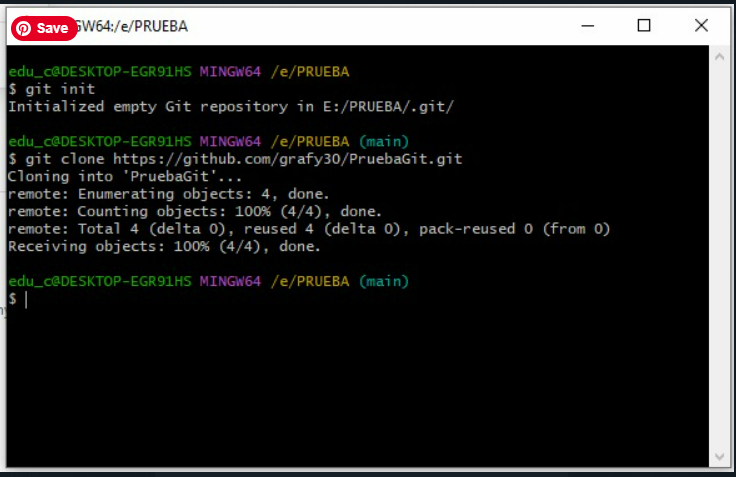 Save
GW64:/e/PRUEBA
edu_c@DESKTOP-EGR91HS MINGW64 /e/PRUEBA
$ git init
Initialized empty Git repository in E:/PRUEBA/.git/
edu_c@DESKTOP-EGR91HS MINGW64 /e/PRUEBA (main)
$ git clone https://github.com/grafy30/PruebaGit.git
Cloning into 'PruebaGit'...
remote: Enumerating objects: 4, done.
remote: Counting objects: 100% (4/4), done.
remote: Total 4 (delta 0), reused 4 (delta 0), pack-reused 0 (from 0)
Receiving objects: 100% (4/4), done.
edu_c@DESKTOP-EGR91HS MINGW64 /e/PRUEBA (main)
$